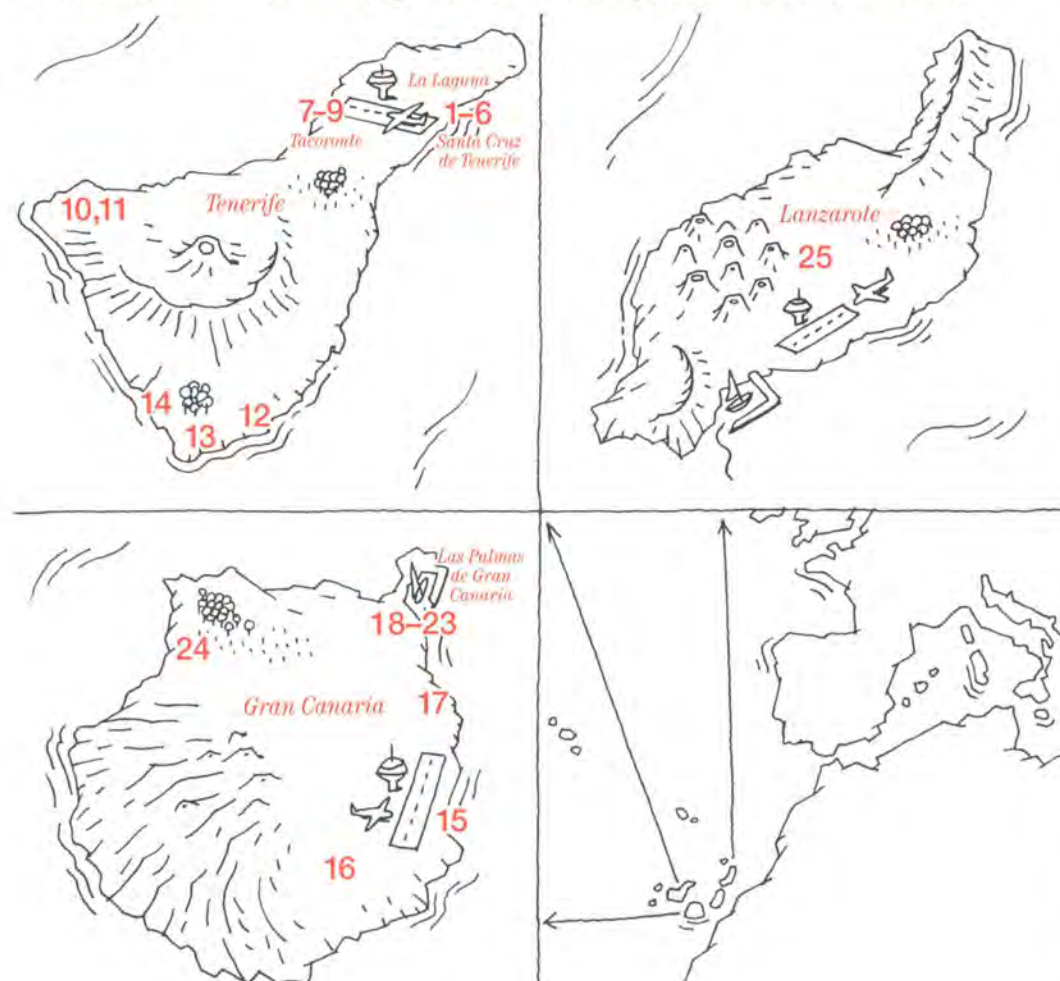 La Laguna
7–9
1–6
Tacoronte
Santa Cruz
de Tenerife
10,11
Tenerife
14
12
13
Lanzarote
25
Las Palmas
de Gran
Canaria
18–23
24
Gran Canaria
17
15
16